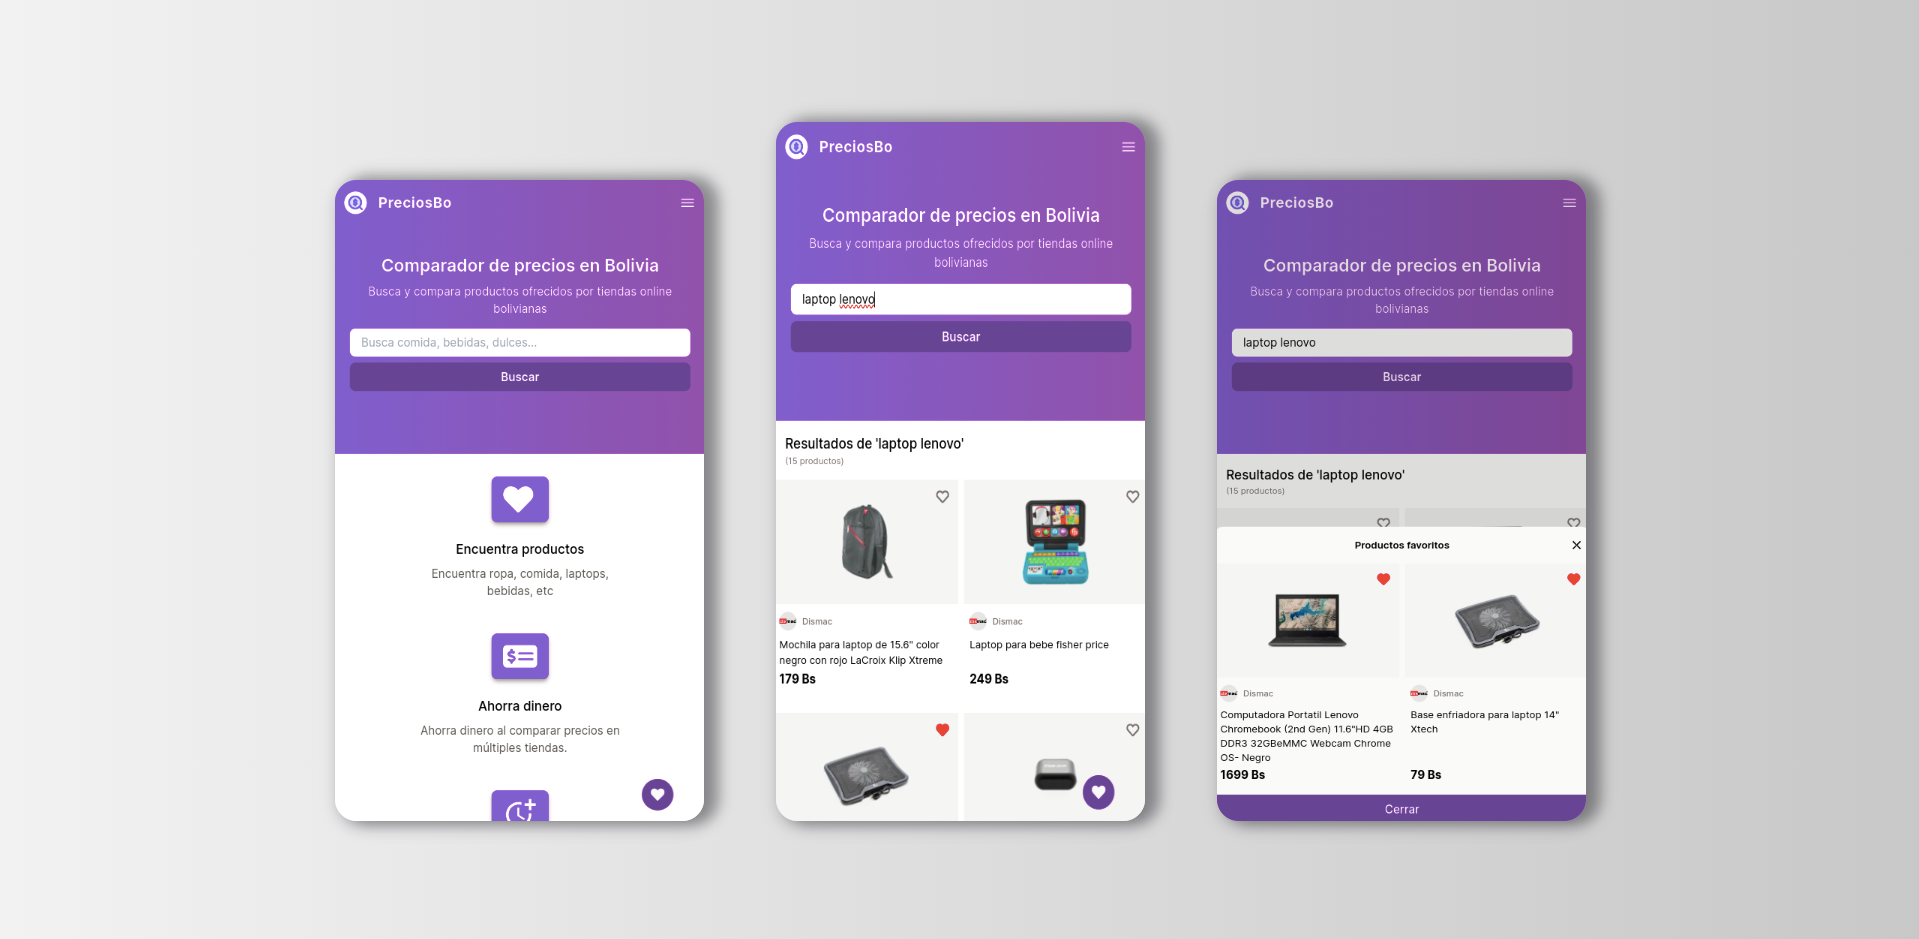 PreciosBo
Comparador de precios en Bolivia
Busca y compara productos ofrecidos por tiendas online
bolivianas
Busca comida, bebidas, dulces...
Buscar
Encuentra productos
Encuentra ropa, comida, laptops,
bebidas, etc
Ahorra dinero
Ahorra dinero al comparar precios en
múltiples tiendas.
PreciosBo
Comparador de precios en Bolivia
Busca y compara productos ofrecidos por tiendas online
bolivianas
laptop lenovo
Buscar
Resultados de 'laptop lenovo'
(15 productos)
Dismac
Mochila para laptop de 15.6" color
negro con rojo LaCroix Klip Xtreme
179 Bs
Dismac
Laptop para bebe fisher price
249 Bs
PreciosBo
Comparador de precios en Bolivia
Busca y compara productos ofrecidos por tiendas online
bolivianas
laptop lenovo
Buscar
Resultados de 'laptop lenovo'
(15 productos)
Productos favoritos
Dismac
Computadora Portatil Lenovo
Chromebook (2nd Gen) 11.6"HD 4GB
DDR3 32GBeMMC Webcam Chrome
OS- Negro
1699 Bs
Dismac
Base enfriadora para laptop 14"
Xtech
79 Bs
Cerrar